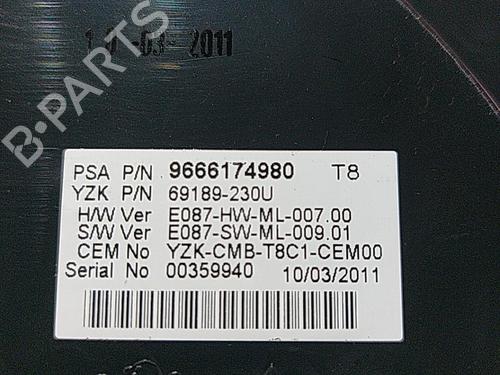 03 2011
B-PARTS
PSA P/N 9666174980 T8
YZK P/N 69189-230U
H/W Ver E087-HW-ML-007.00
S/W Ver E087-SW-ML-009.01
CEM No YZK-CMB-T8C1-CEM00
Serial No 00359940 10/03/2011